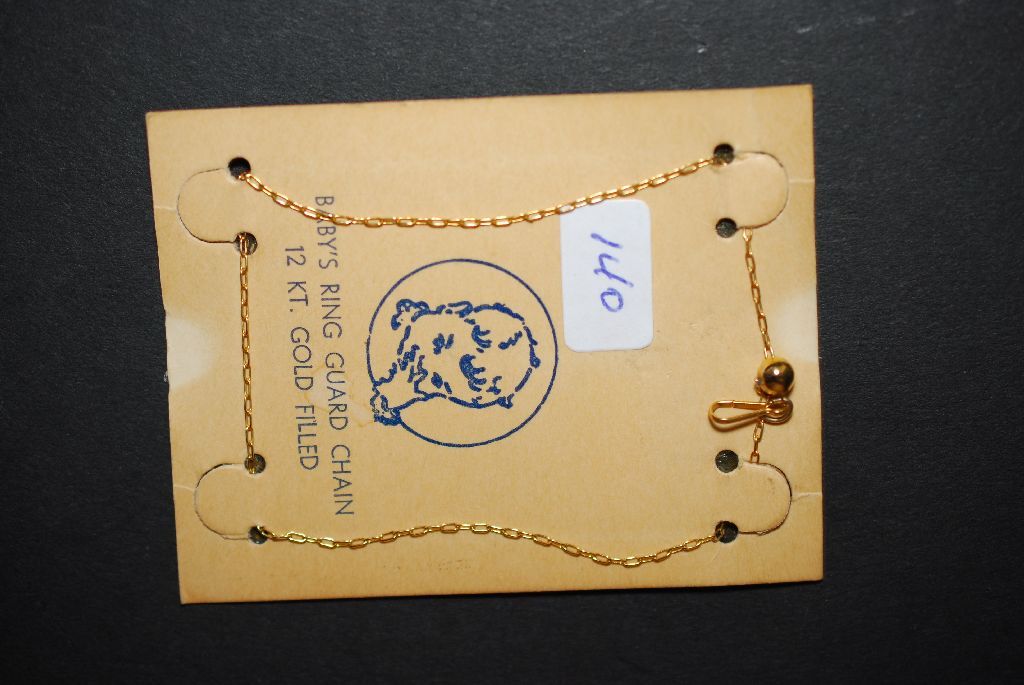 140
BABY'S RING GUARD CHAIN
12 KT. GOLD FILLED